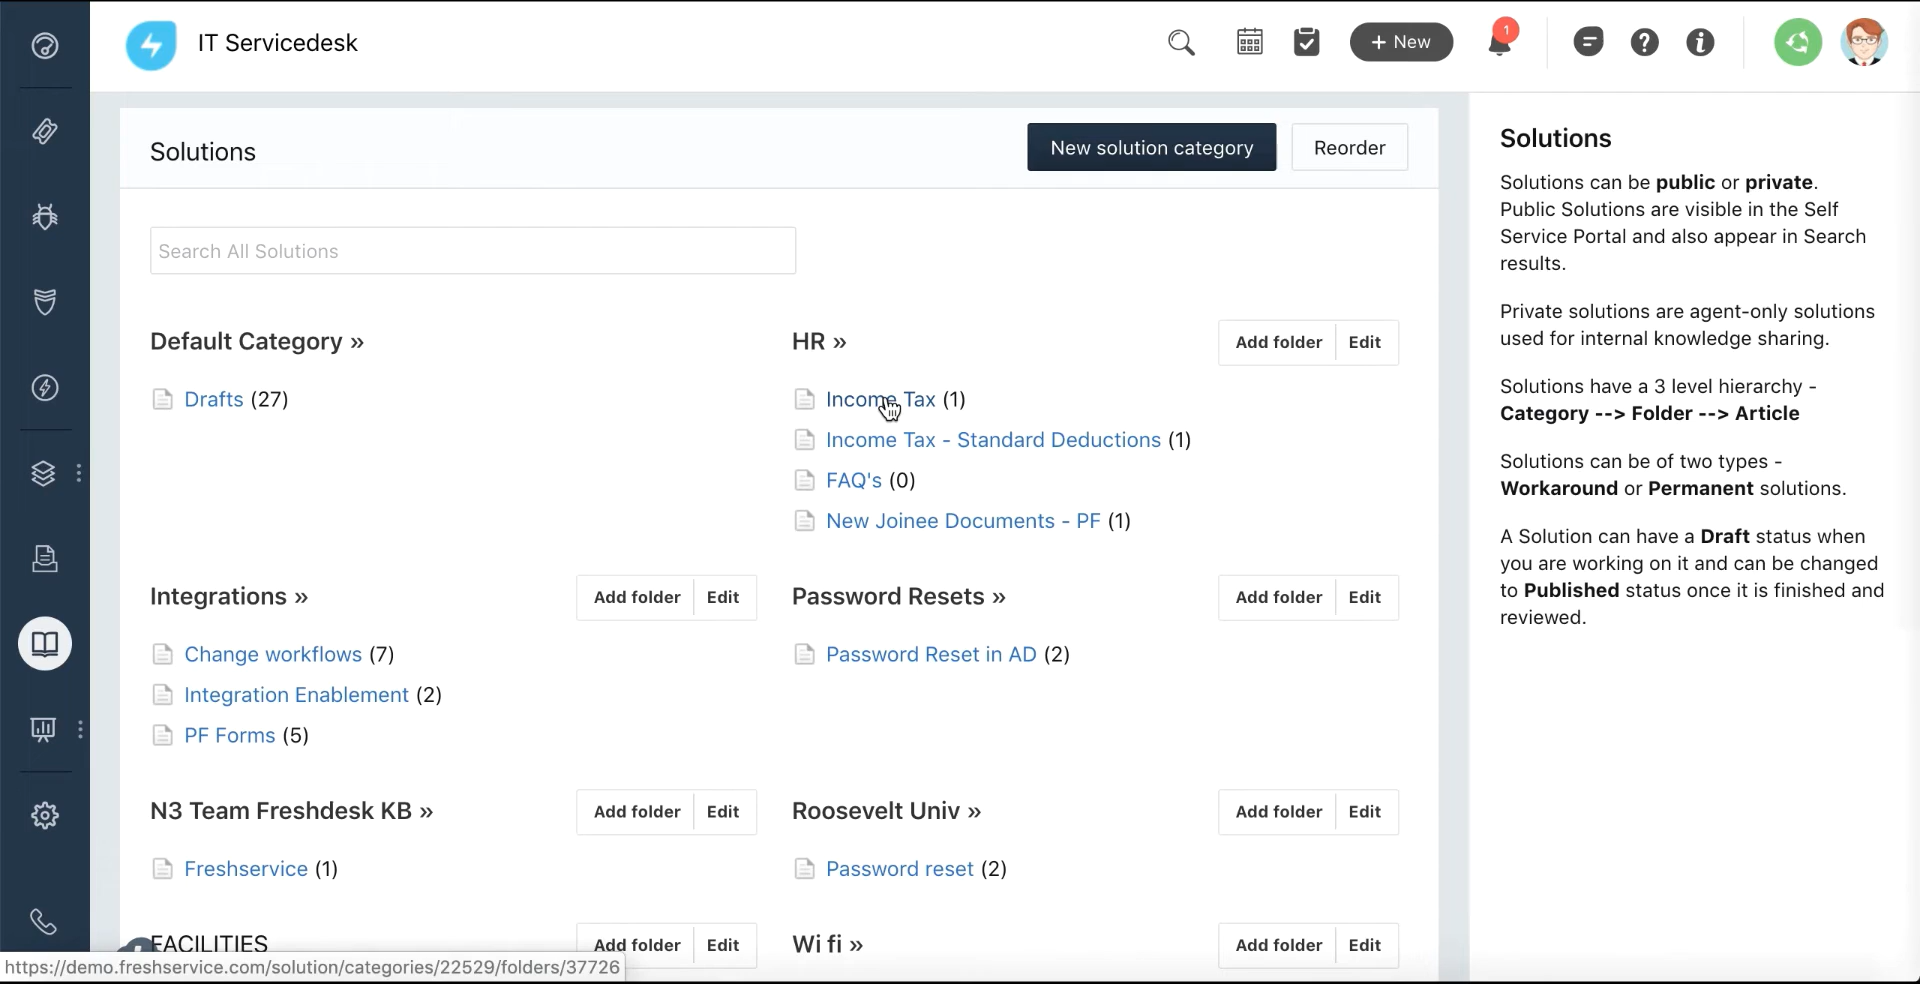 IT Servicedesk
+ New
1
Solutions
New solution category
Reorder
Search All Solutions
Default Category »
Drafts (27)
HR »
Add folder
Edit
Income Tax (1)
Income Tax - Standard Deductions (1)
FAQ's (0)
New Joinee Documents - PF (1)
Integrations »
Add folder
Edit
Change workflows (7)
Integration Enablement (2)
PF Forms (5)
Password Resets »
Add folder
Edit
Password Reset in AD (2)
N3 Team Freshdesk KB »
Add folder
Edit
Freshservice (1)
Roosevelt Univ »
Add folder
Edit
Password reset (2)
FACILITIES
Add folder
Edit
Wi fi »
Add folder
Edit
https://demo.freshservice.com/solution/categories/22529/folders/37726
Solutions
Solutions can be public or private.
Public Solutions are visible in the Self
Service Portal and also appear in Search
results.
Private solutions are agent-only solutions
used for internal knowledge sharing.
Solutions have a 3 level hierarchy -
Category --> Folder --> Article
Solutions can be of two types -
Workaround or Permanent solutions.
A Solution can have a Draft status when
you are working on it and can be changed
to Published status once it is finished and
reviewed.